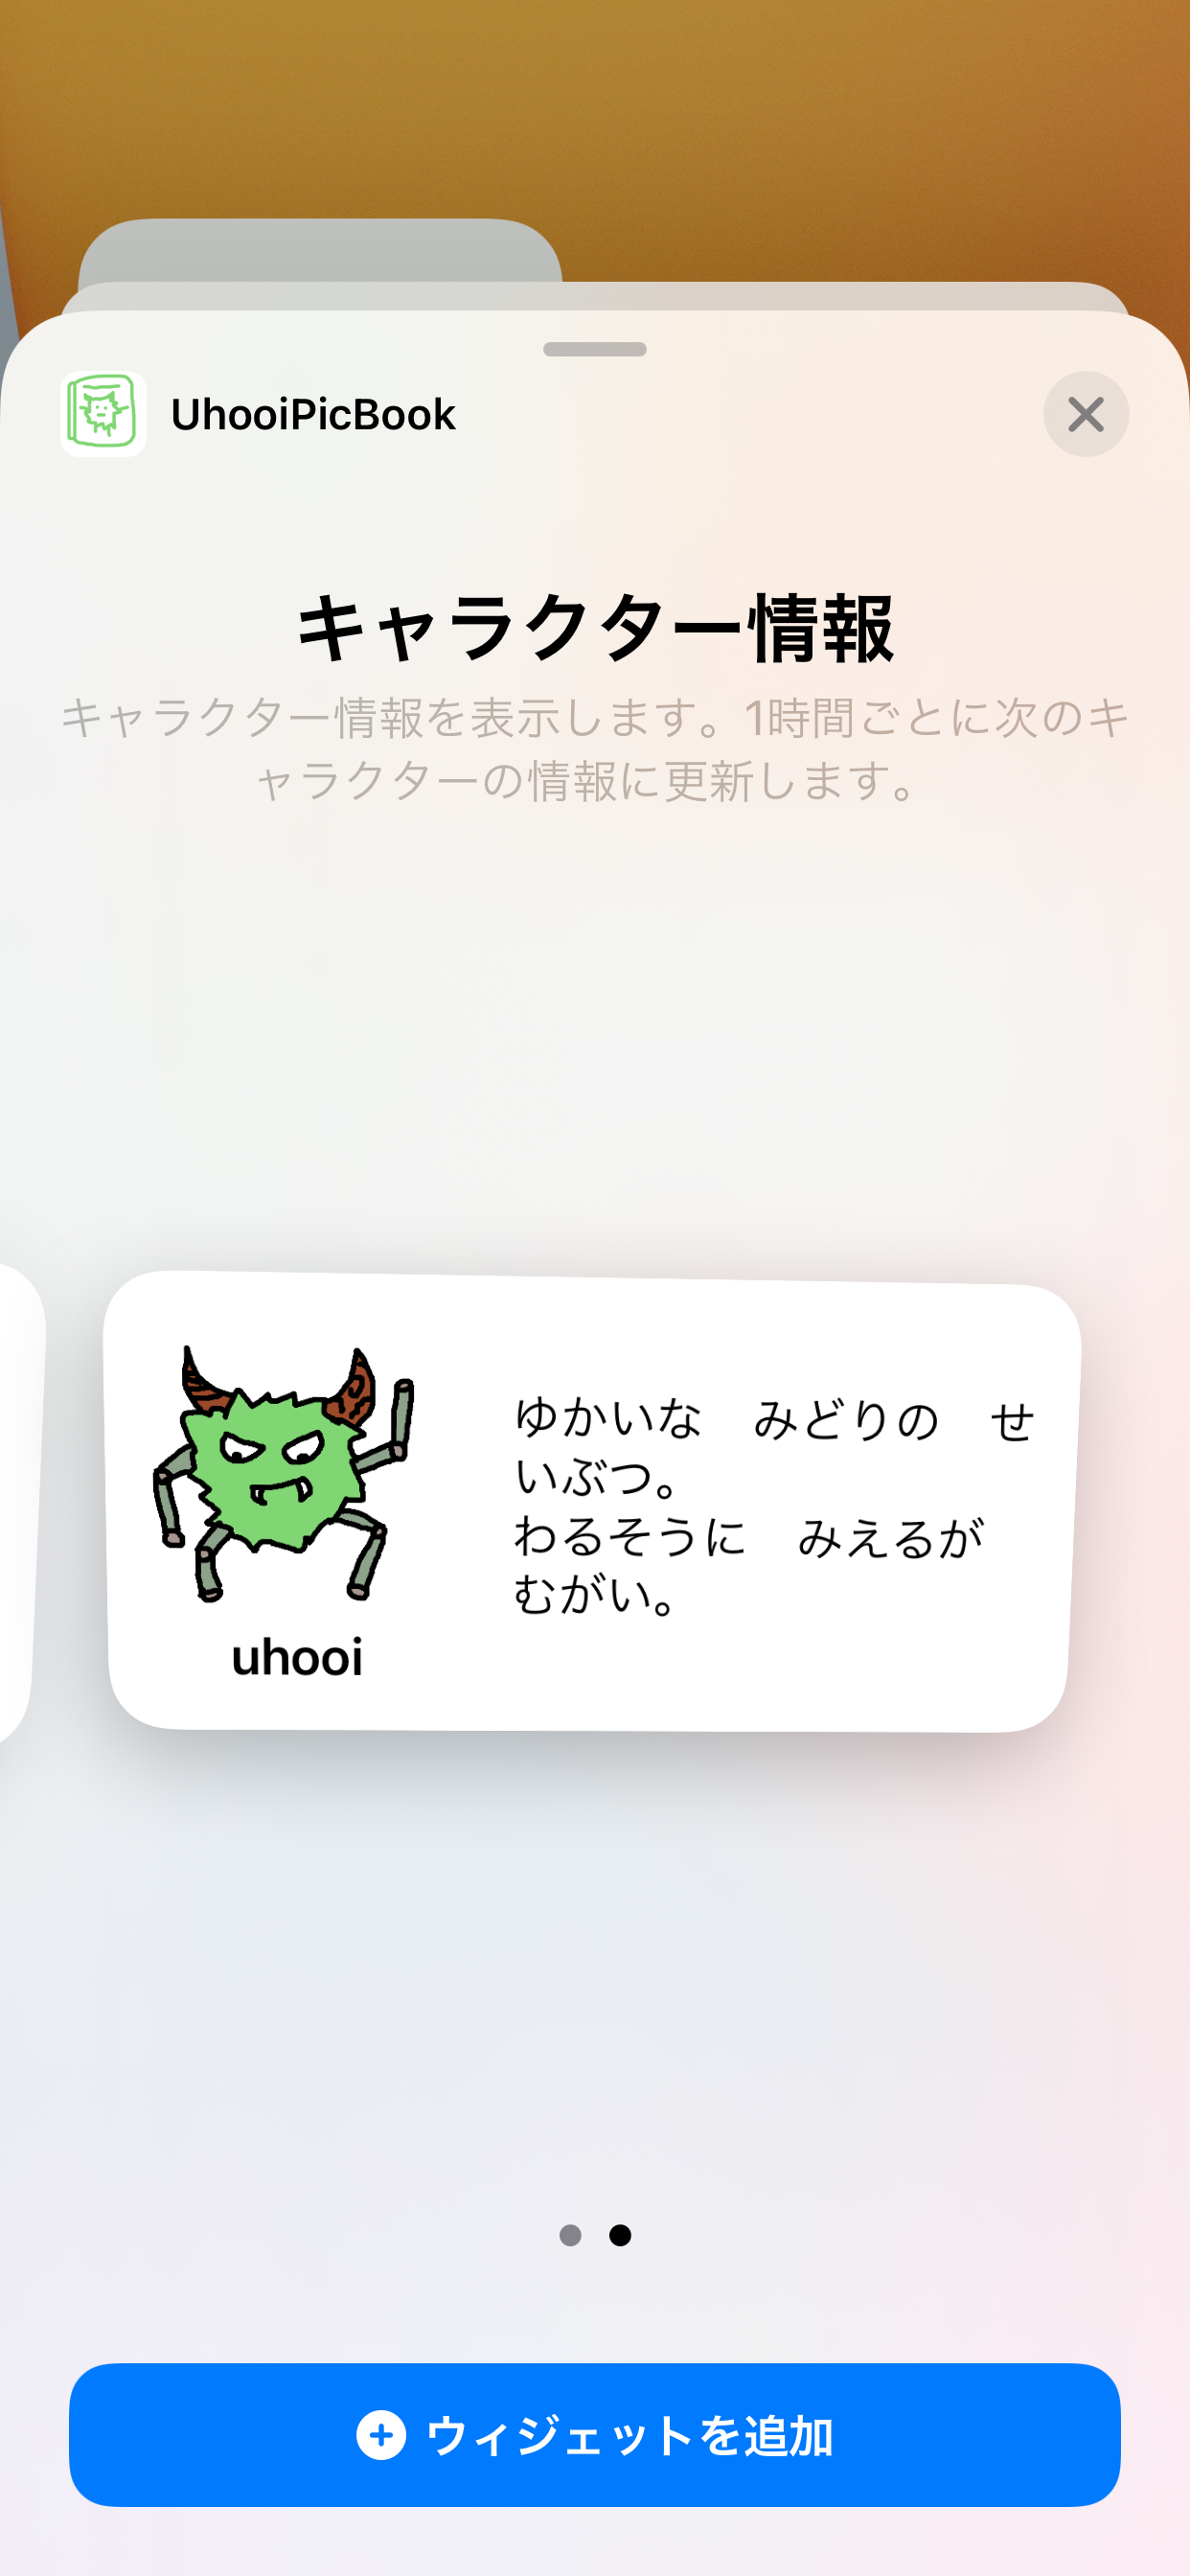 UhooiPicBook
キャラクター情報
キャラクター情報を表示します。1時間ごとに次のキ
ャラクターの情報に更新します。
ゆかいな　みどりの　せ
いぶつ。
わるそうに　みえるが
むがい。
uhooi
ウィジェットを追加